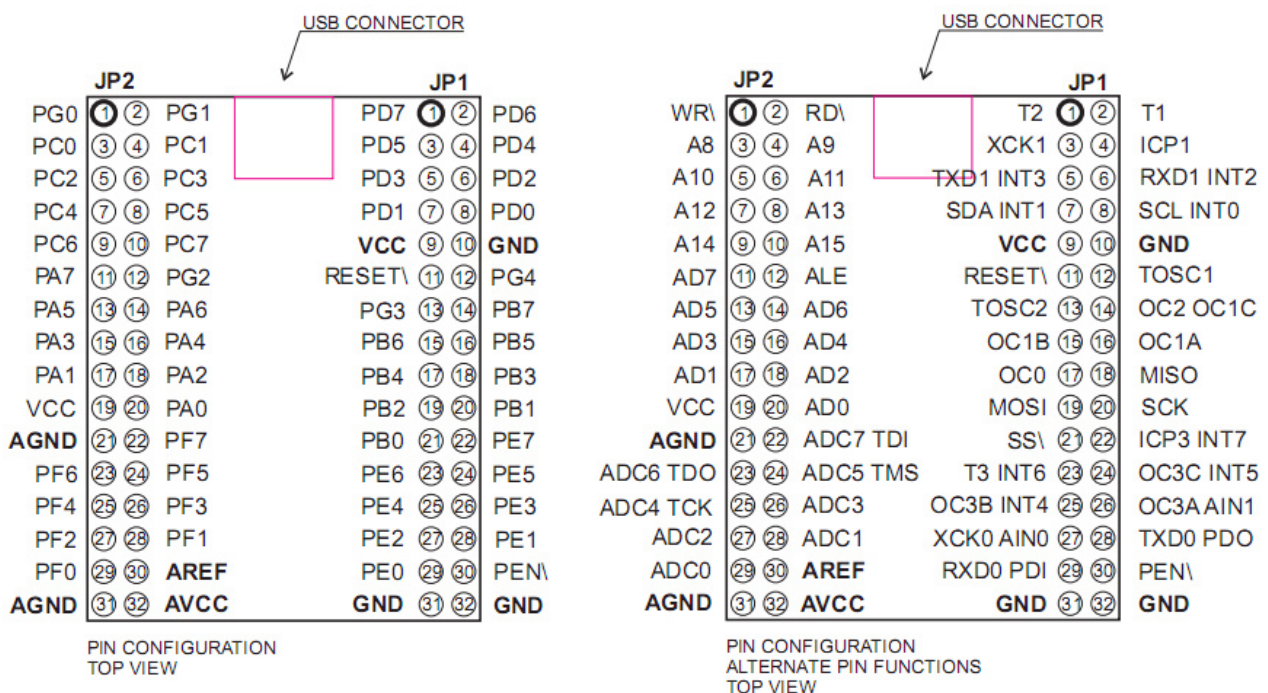 USB CONNECTOR USB CONNECTOR
JP2 JP1 JP2 JP1
PG0 1 2 PG1 PD7 1 2 PD6 WR\ 1 2 RD\ T2 1 2 T1
PC0 3 4 PC1 PD5 3 4 PD4 A8 3 4 A9 XCK1 3 4 ICP1
PC2 5 6 PC3 PD3 5 6 PD2 A10 5 6 A11 TXD1 INT3 5 6 RXD1 INT2
PC4 7 8 PC5 PD1 7 8 PD0 A12 7 8 A13 SDA INT1 7 8 SCL INT0
PC6 9 10 PC7 VCC 9 10 GND A14 9 10 A15 VCC 9 10 GND
PA7 11 12 PG2 RESET\ 11 12 PG4 AD7 11 12 ALE RESET\ 11 12 TOSC1
PA5 13 14 PA6 PG3 13 14 PB7 AD5 13 14 AD6 TOSC2 13 14 OC2 OC1C
PA3 15 16 PA4 PB6 15 16 PB5 AD3 15 16 AD4 OC1B 15 16 OC1A
PA1 17 18 PA2 PB4 17 18 PB3 AD1 17 18 AD2 OC0 17 18 MISO
VCC 19 20 PA0 PB2 19 20 PB1 VCC 19 20 AD0 MOSI 19 20 SCK
AGND 21 22 PF7 PB0 21 22 PE7 AGND 21 22 ADC7 TDI SS\ 21 22 ICP3 INT7
PF6 23 24 PF5 PE6 23 24 PE5 ADC6 TDO 23 24 ADC5 TMS T3 INT6 23 24 OC3C INT5
PF4 25 26 PF3 PE4 25 26 PE3 ADC4 TCK 25 26 ADC3 OC3B INT4 25 26 OC3A AIN1
PF2 27 28 PF1 PE2 27 28 PE1 ADC2 27 28 ADC1 XCK0 AIN0 27 28 TXD0 PDO
PF0 29 30 AREF PE0 29 30 PEN\ ADC0 29 30 AREF RXD0 PDI 29 30 PEN\
AGND 31 32 AVCC GND 31 32 GND AGND 31 32 AVCC GND 31 32 GND
PIN CONFIGURATION
TOP VIEW
PIN CONFIGURATION
ALTERNATE PIN FUNCTIONS
TOP VIEW